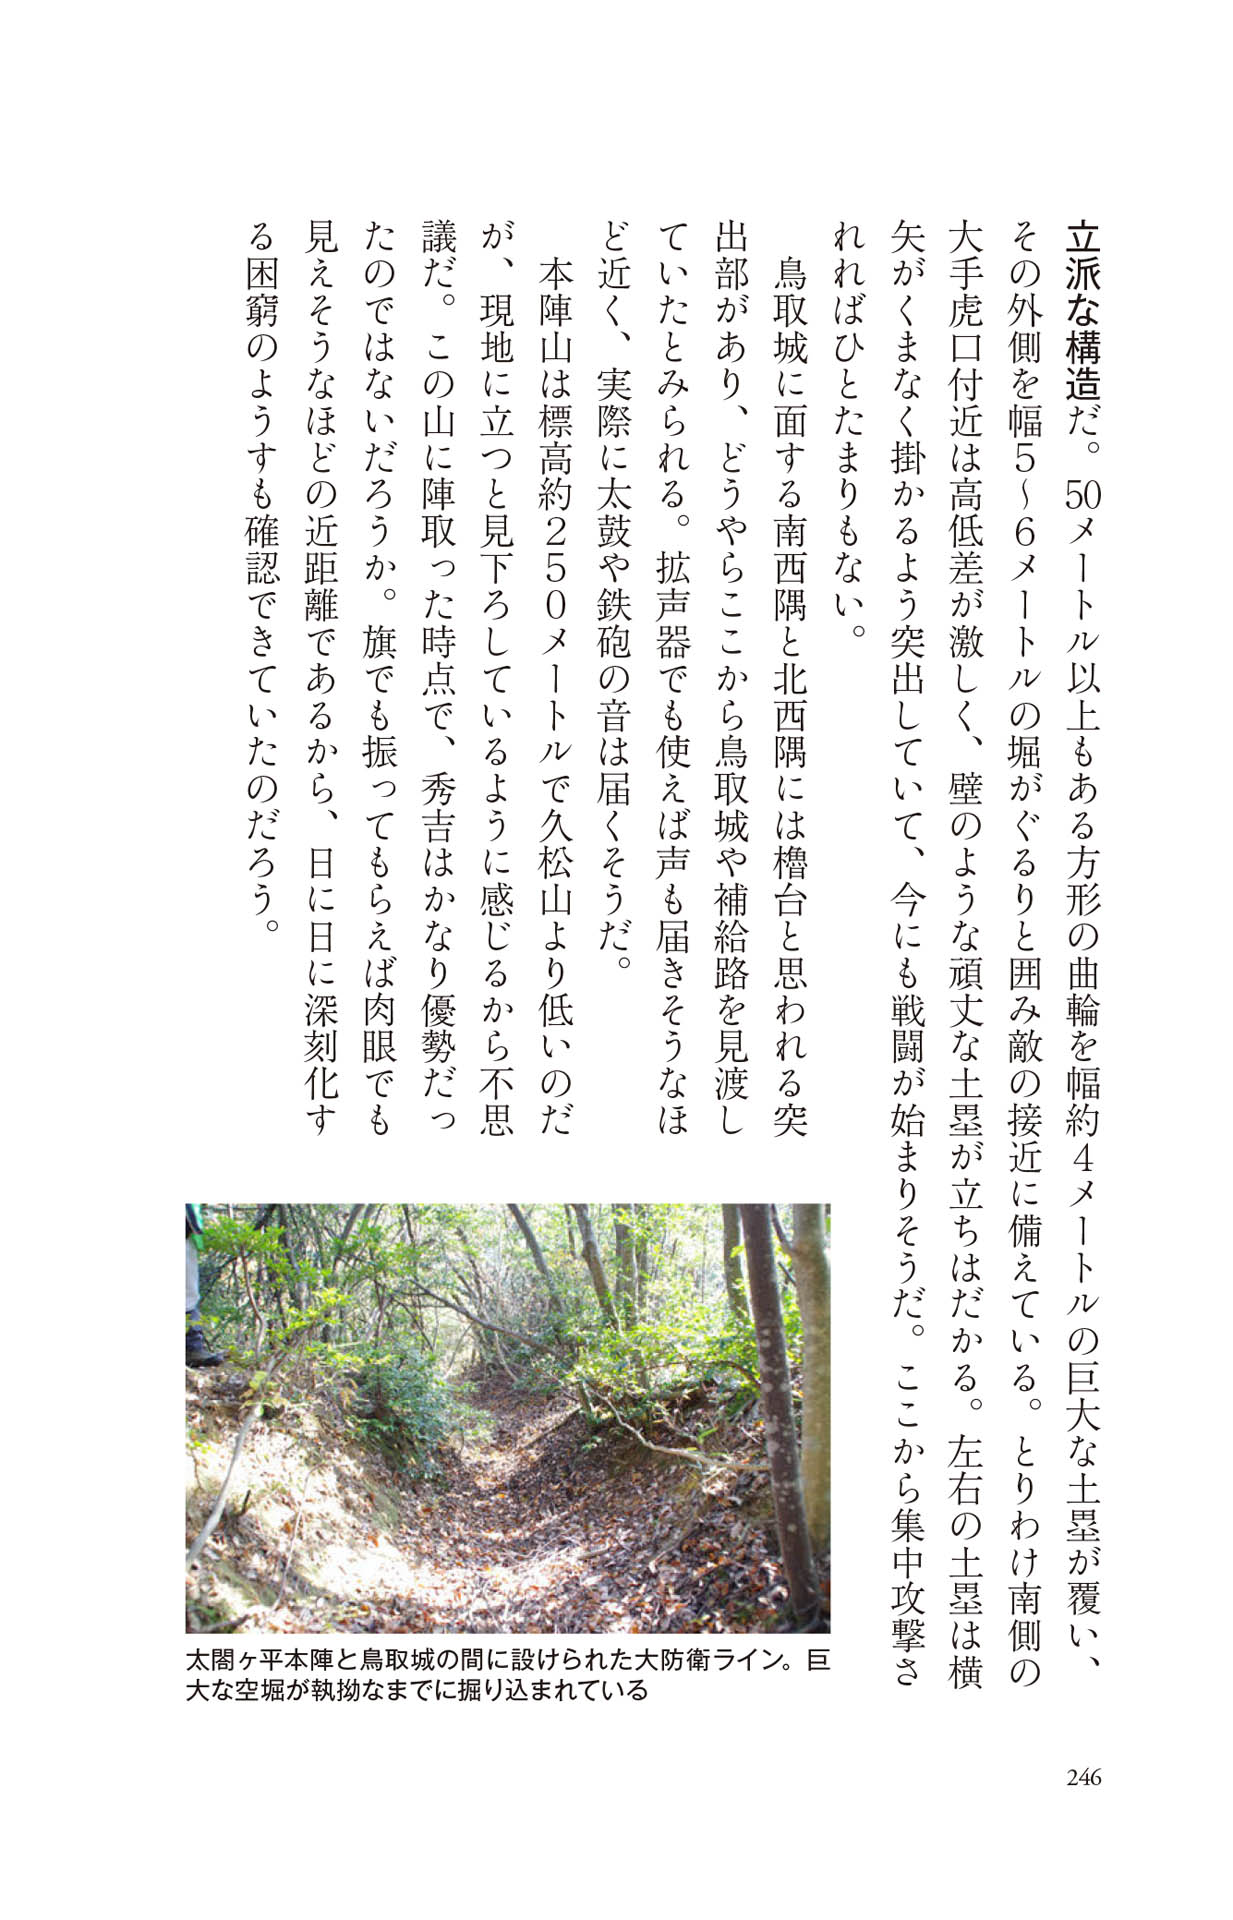 立派な構造だ。50メートル以上もある方形の曲輪を幅約4メートルの巨大な土塁が覆い、
その外側を幅5〜6メートルの堀がぐるりと囲み敵の接近に備えている。とりわけ南側の
大手虎口付近は高低差が激しく、壁のような頑丈な土塁が立ちはだかる。左右の土塁は横
矢がくまなく掛かるよう突出していて、今にも戦闘が始まりそうだ。ここから集中攻撃さ
れればひとたまりもない。
鳥取城に面する南西隅と北西隅には櫓台と思われる突
出部があり、どうやらここから鳥取城や補給路を見渡し
ていたとみられる。拡声器でも使えば声も届きそうなほ
ど近く、実際に太鼓や鉄砲の音は届くそうだ。
本陣山は標高約250メートルで久松山より低いのだ
が、現地に立つと見下ろしているように感じるから不思
議だ。この山に陣取った時点で、秀吉はかなり優勢だっ
たのではないだろうか。旗でも振ってもらえば肉眼でも
見えそうなほどの近距離であるから、日に日に深刻化す
る困窮のようすも確認できていたのだろう。
太閤ヶ平本陣と鳥取城の間に設けられた大防衛ライン。巨
大な空堀が執拗なまでに掘り込まれている
246